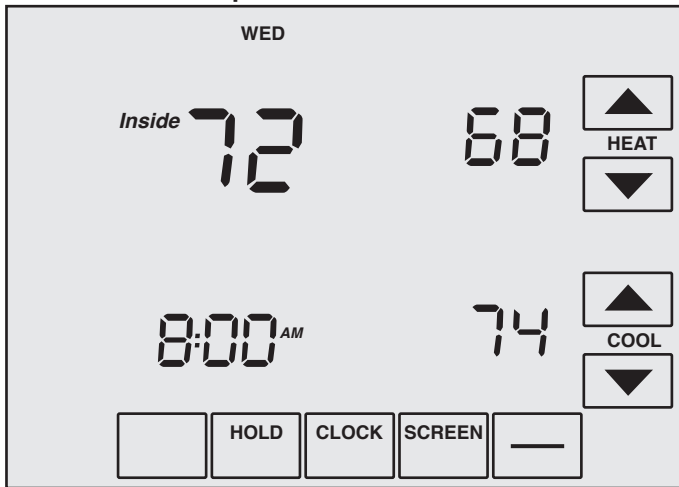 WED
Inside 72
68
HEAT
8:00 AM
74
COOL
HOLD CLOCK SCREEN